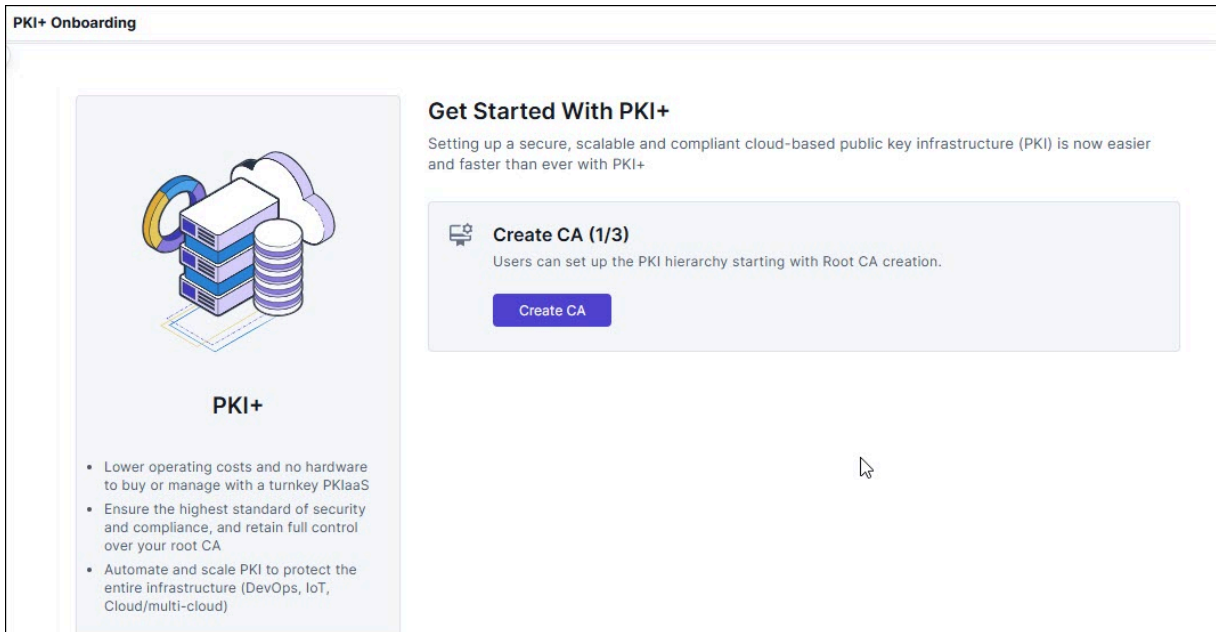 PKI+ Onboarding
Get Started With PKI+
Setting up a secure, scalable and compliant cloud-based public key infrastructure (PKI) is now easier
and faster than ever with PKI+
Create CA (1/3)
Users can set up the PKI hierarchy starting with Root CA creation.
Create CA
PKI+
• Lower operating costs and no hardware
to buy or manage with a turnkey PKIaaS
• Ensure the highest standard of security
and compliance, and retain full control
over your root CA
• Automate and scale PKI to protect the
entire infrastructure (DevOps, IoT,
Cloud/multi-cloud)